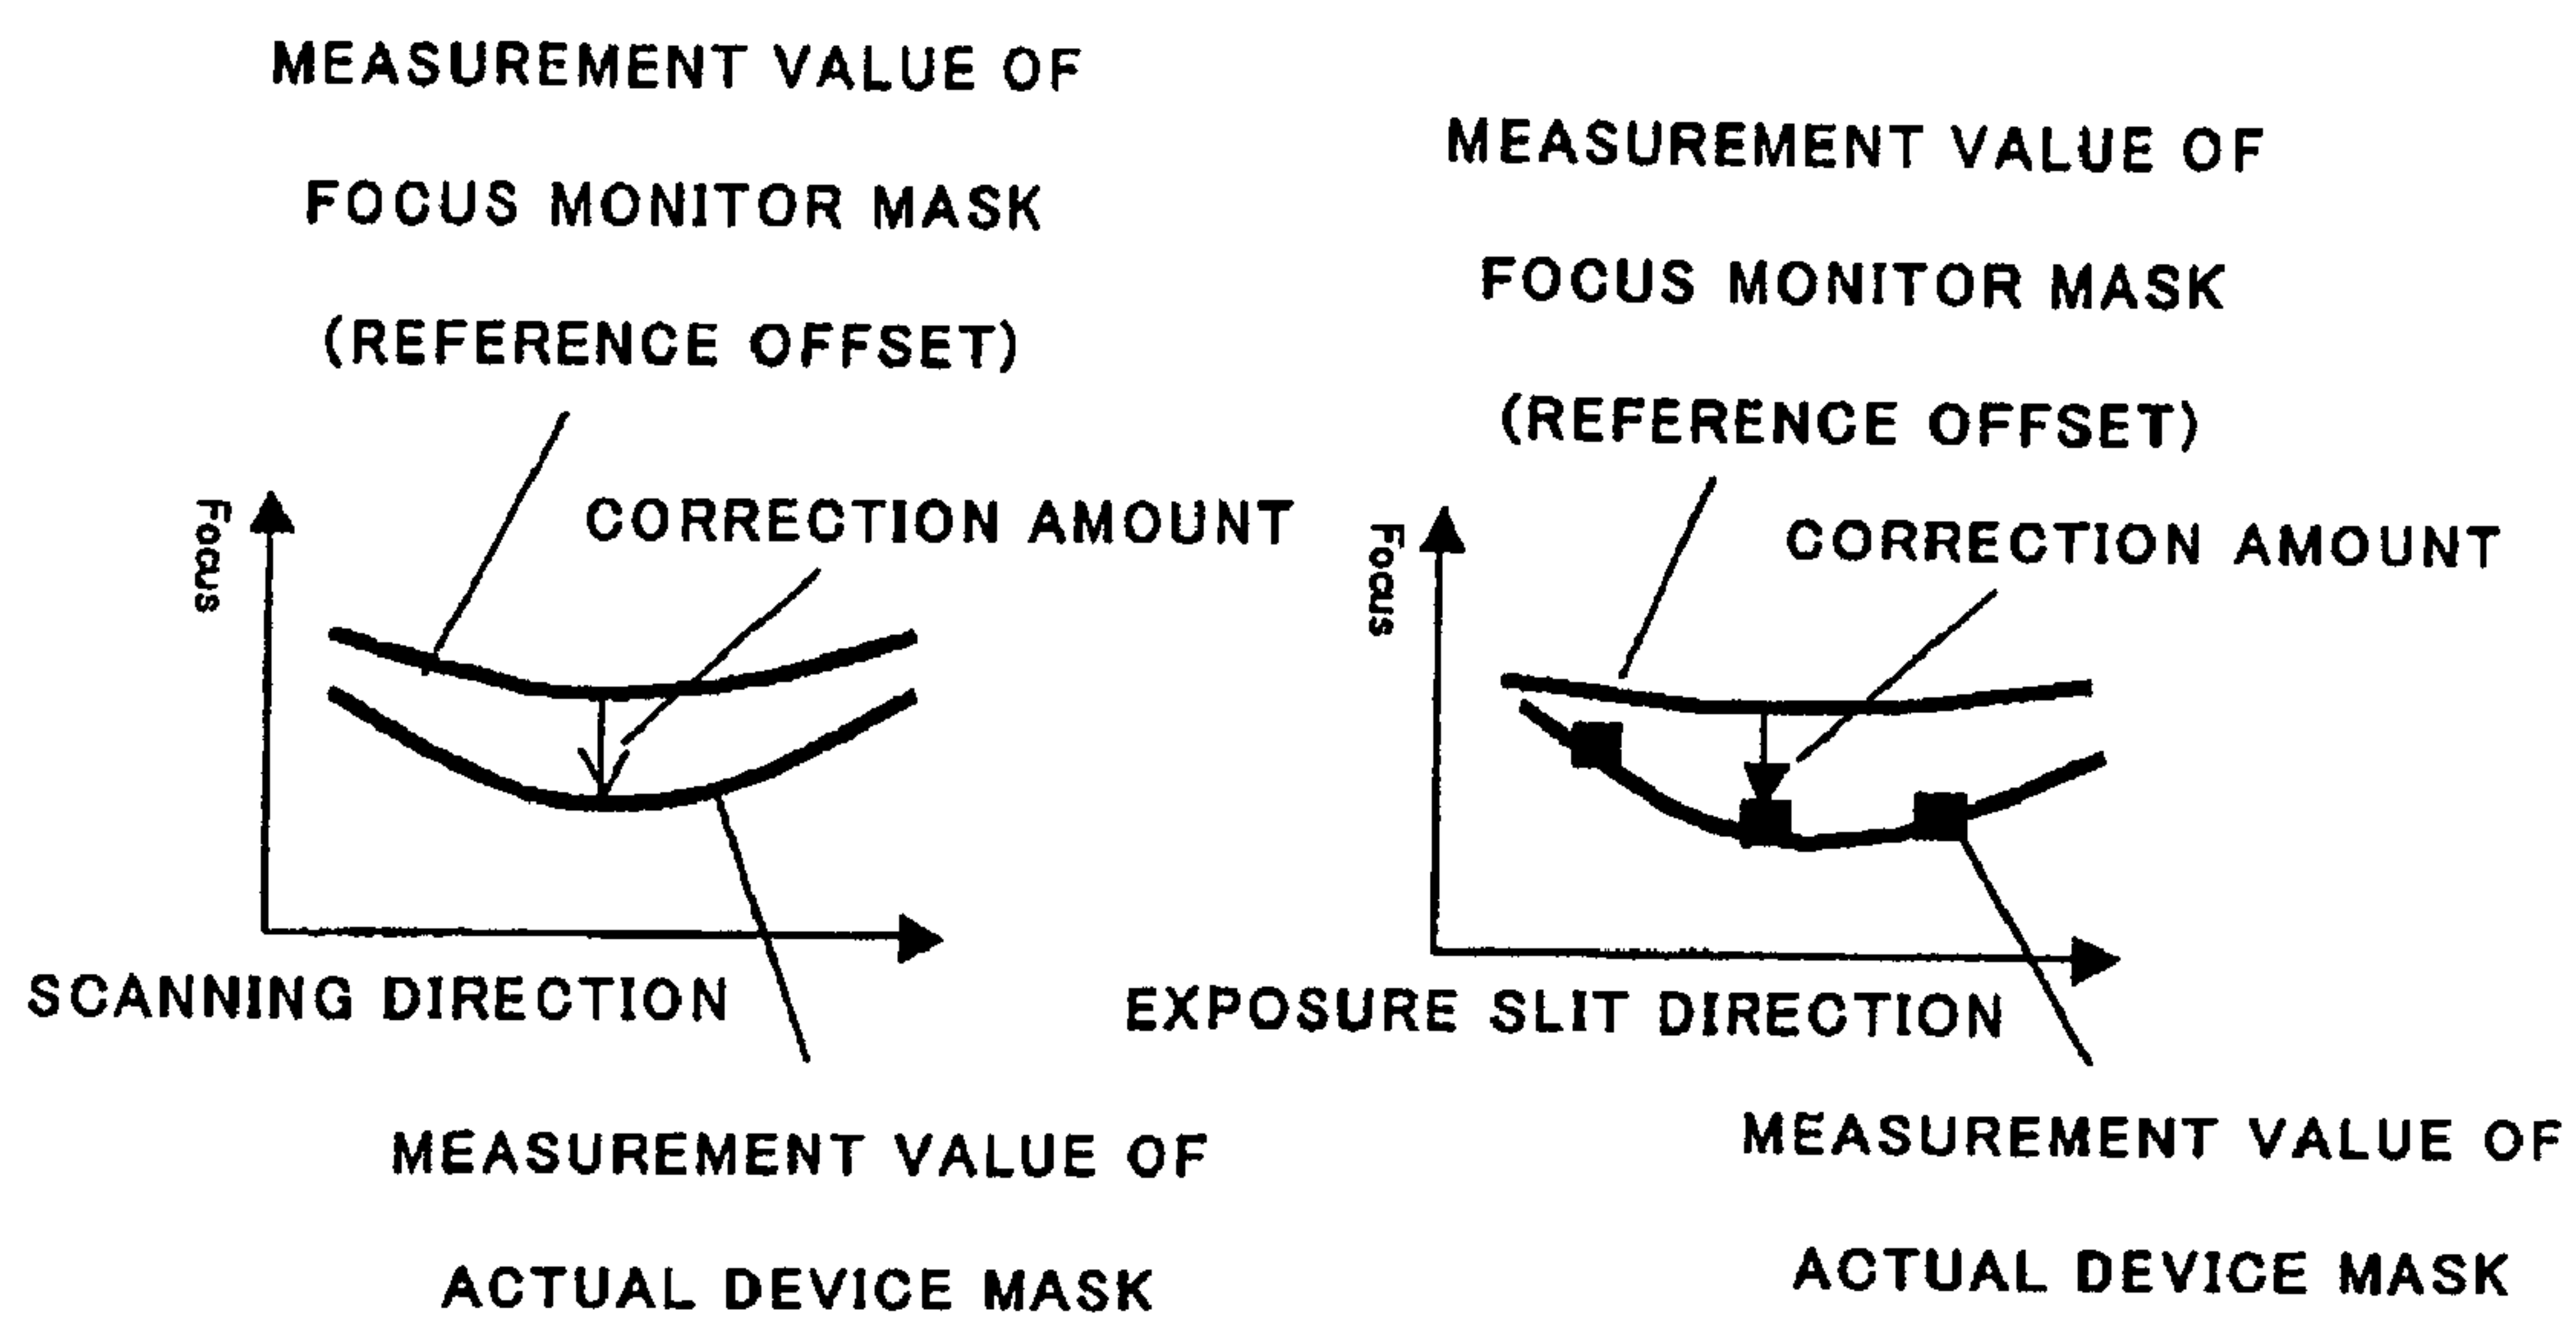 MEASUREMENT VALUE OF
FOCUS MONITOR MASK
(REFERENCE OFFSET)
CORRECTION AMOUNT
Focus
SCANNING DIRECTION
MEASUREMENT VALUE OF
ACTUAL DEVICE MASK
MEASUREMENT VALUE OF
FOCUS MONITOR MASK
(REFERENCE OFFSET)
CORRECTION AMOUNT
Focus
EXPOSURE SLIT DIRECTION
MEASUREMENT VALUE OF
ACTUAL DEVICE MASK